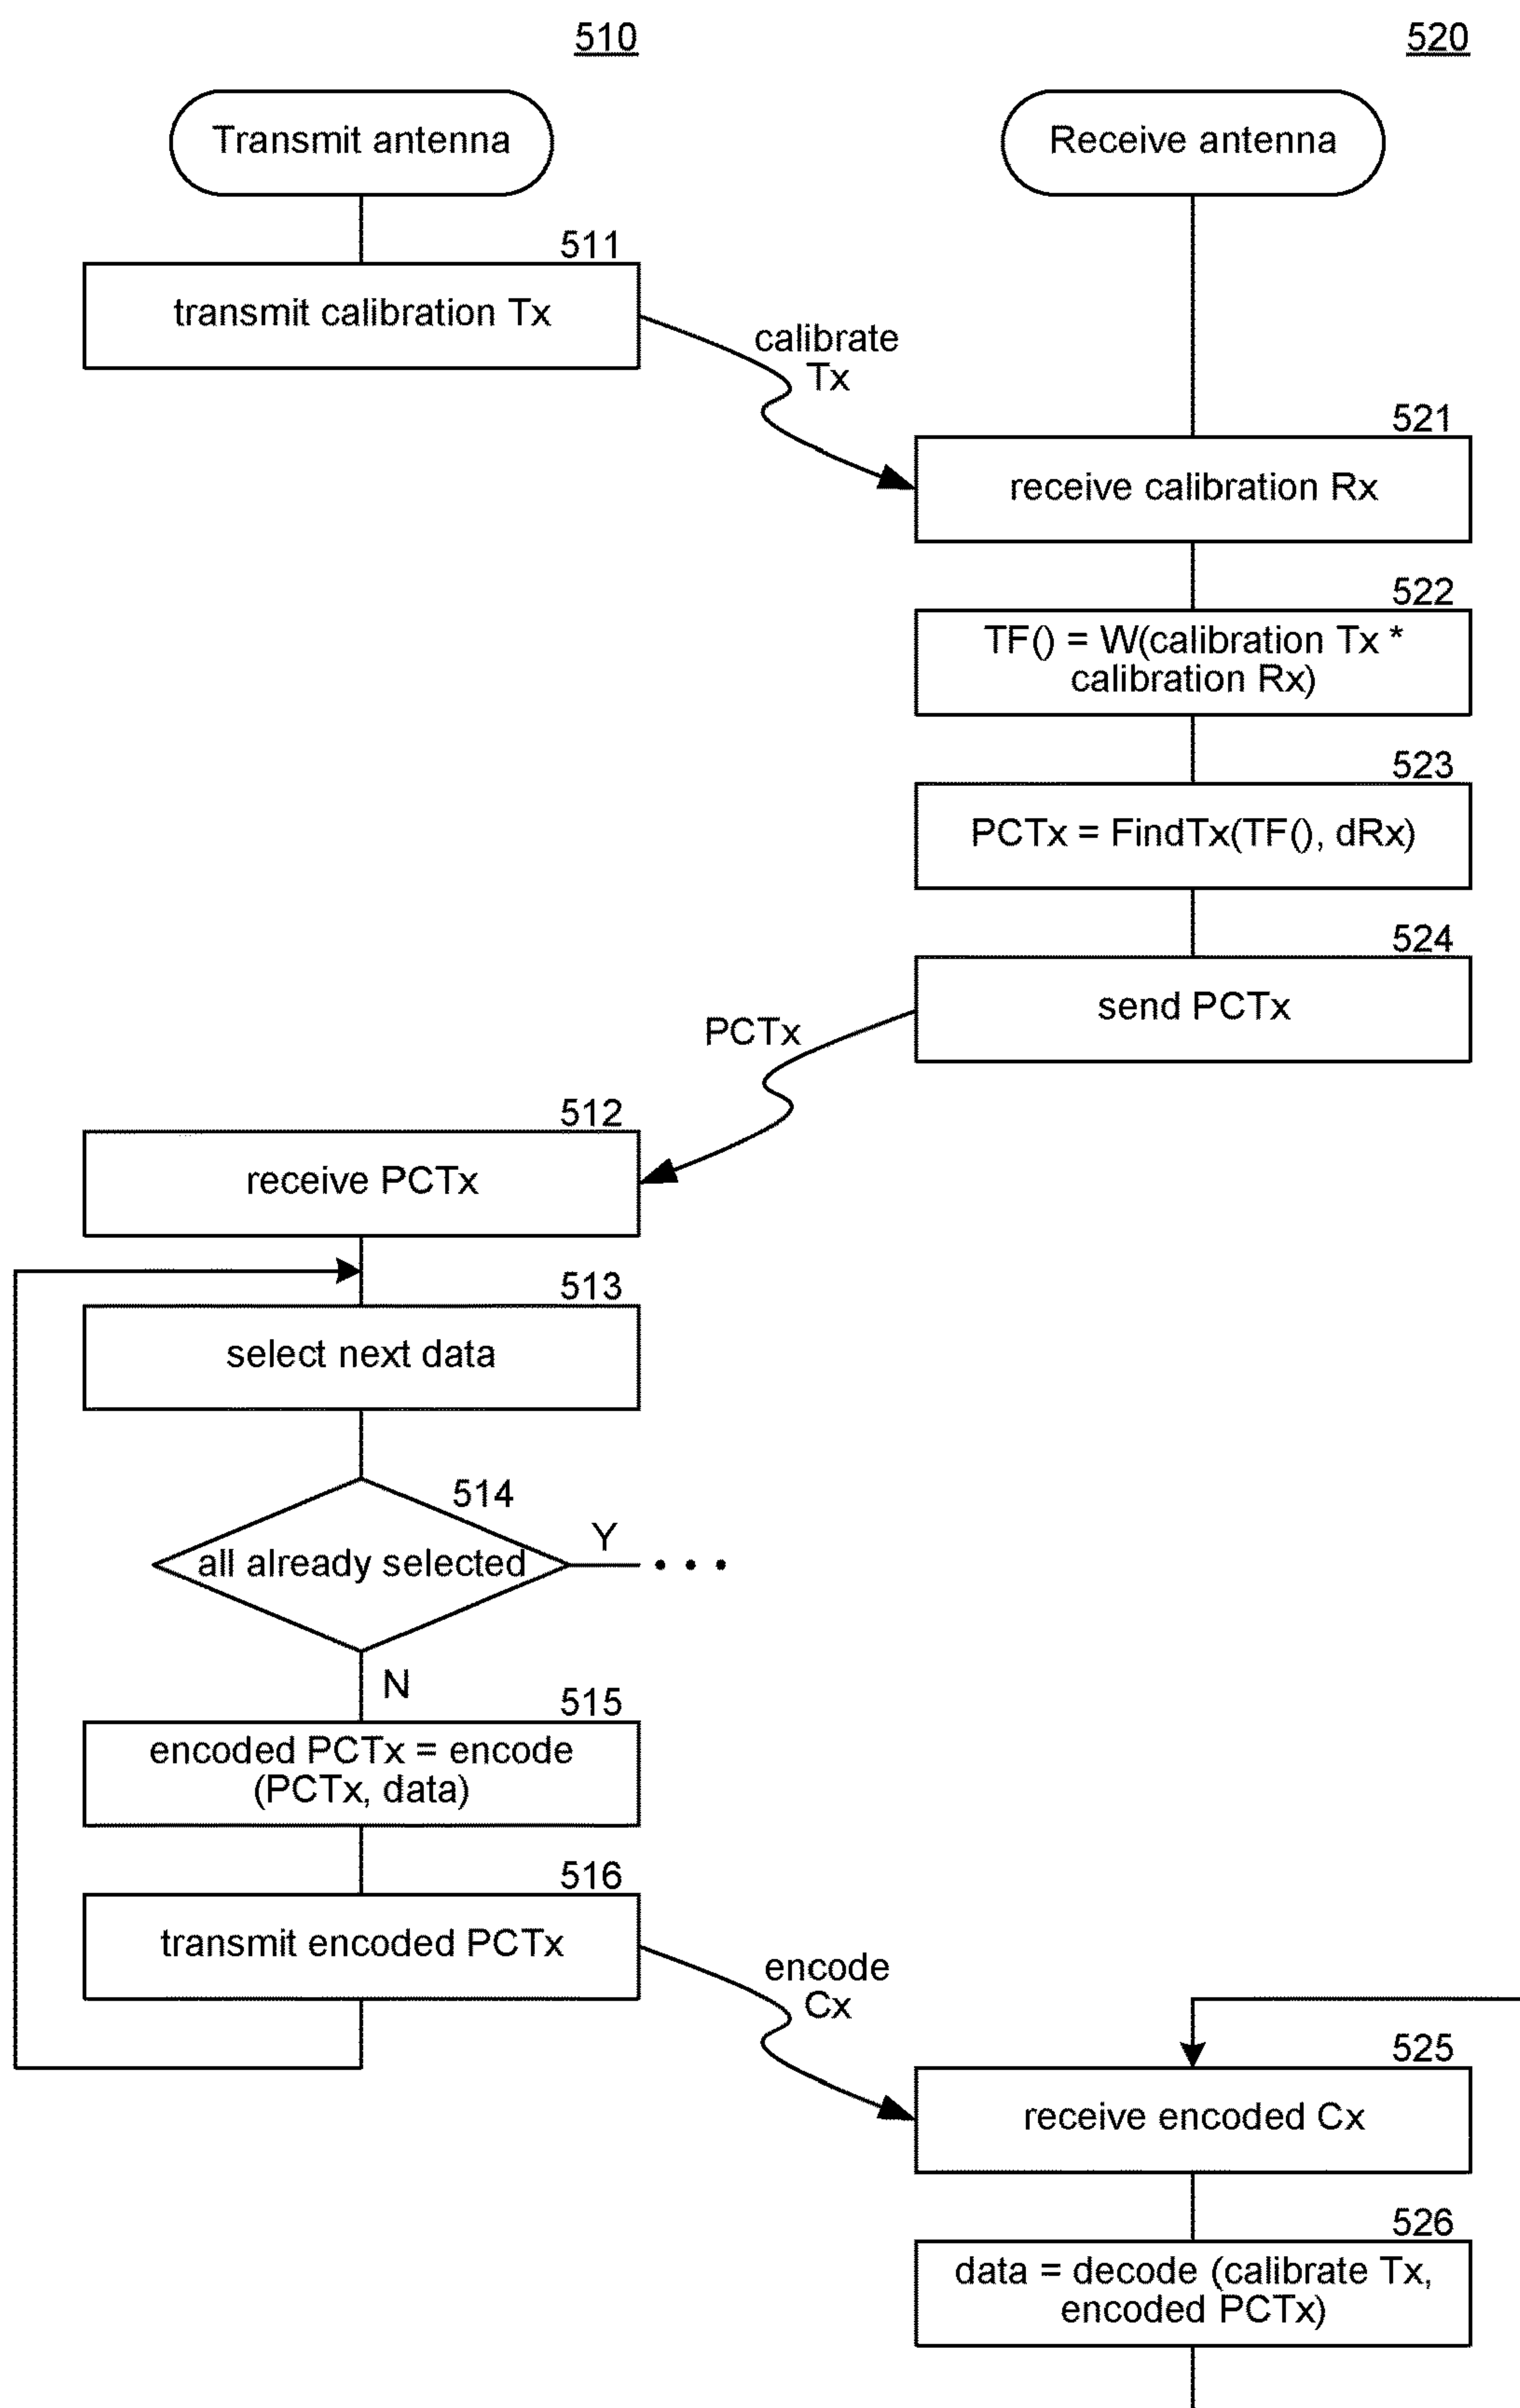 510
520
Transmit antenna
Receive antenna
511
transmit calibration Tx
calibrate
Tx
521
receive calibration Rx
522
TF() = W(calibration Tx *
calibration Rx)
523
PCTx = FindTx(TF(), dRx)
524
send PCTx
PCTx
512
receive PCTx
513
select next data
514
all already selected
Y
N
515
encoded PCTx = encode
(PCTx, data)
516
transmit encoded PCTx
encode
Cx
525
receive encoded Cx
526
data = decode (calibrate Tx,
encoded PCTx)